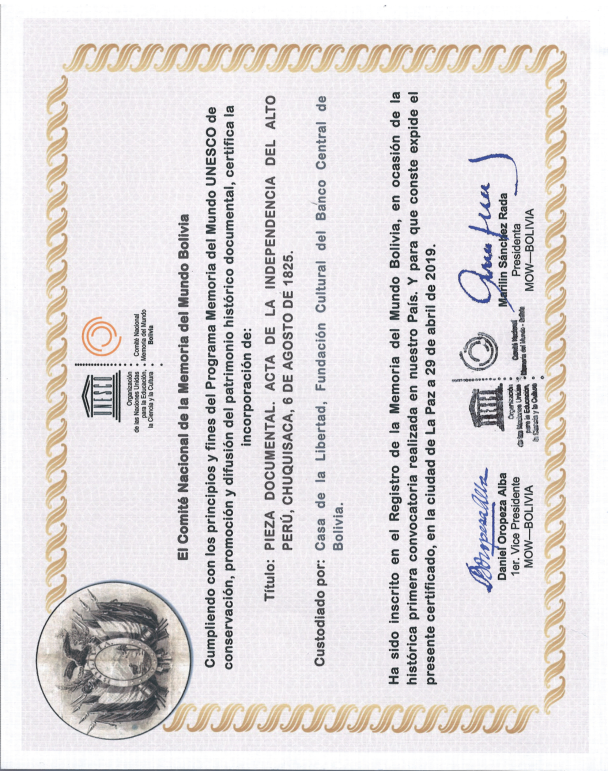 UNESCO
Organización
de las Naciones Unidas
para la Educación,
la Ciencia y la Cultura
Comité Nacional
Memoria del Mundo
Bolivia
El Comité Nacional de la Memoria del Mundo Bolivia
Cumpliendo con los principios y fines del Programa Memoria del Mundo UNESCO de
conservación, promoción y difusión del patrimonio histórico documental, certifica la
incorporación de:
Título: PIEZA DOCUMENTAL. ACTA DE LA INDEPENDENCIA DEL ALTO
PERÚ, CHUQUISACA, 6 DE AGOSTO DE 1825.
Custodiado por: Casa de la Libertad, Fundación Cultural del Banco Central de
Bolivia.
Ha sido inscrito en el Registro de la Memoria del Mundo Bolivia, en ocasión de la
histórica primera convocatoria realizada en nuestro País. Y para que conste expide el
presente certificado, en la ciudad de La Paz a 29 de abril de 2019.
Daniel Oropeza Alba
1er. Vice Presidente
MOW—BOLIVIA
UNESCO
Organización
de las Naciones Unidas
para la Educación,
la Ciencia y la Cultura
Comité Nacional
Memoria del Mundo - Bolivia
Marilin Sánchez Rada
Presidenta
MOW—BOLIVIA